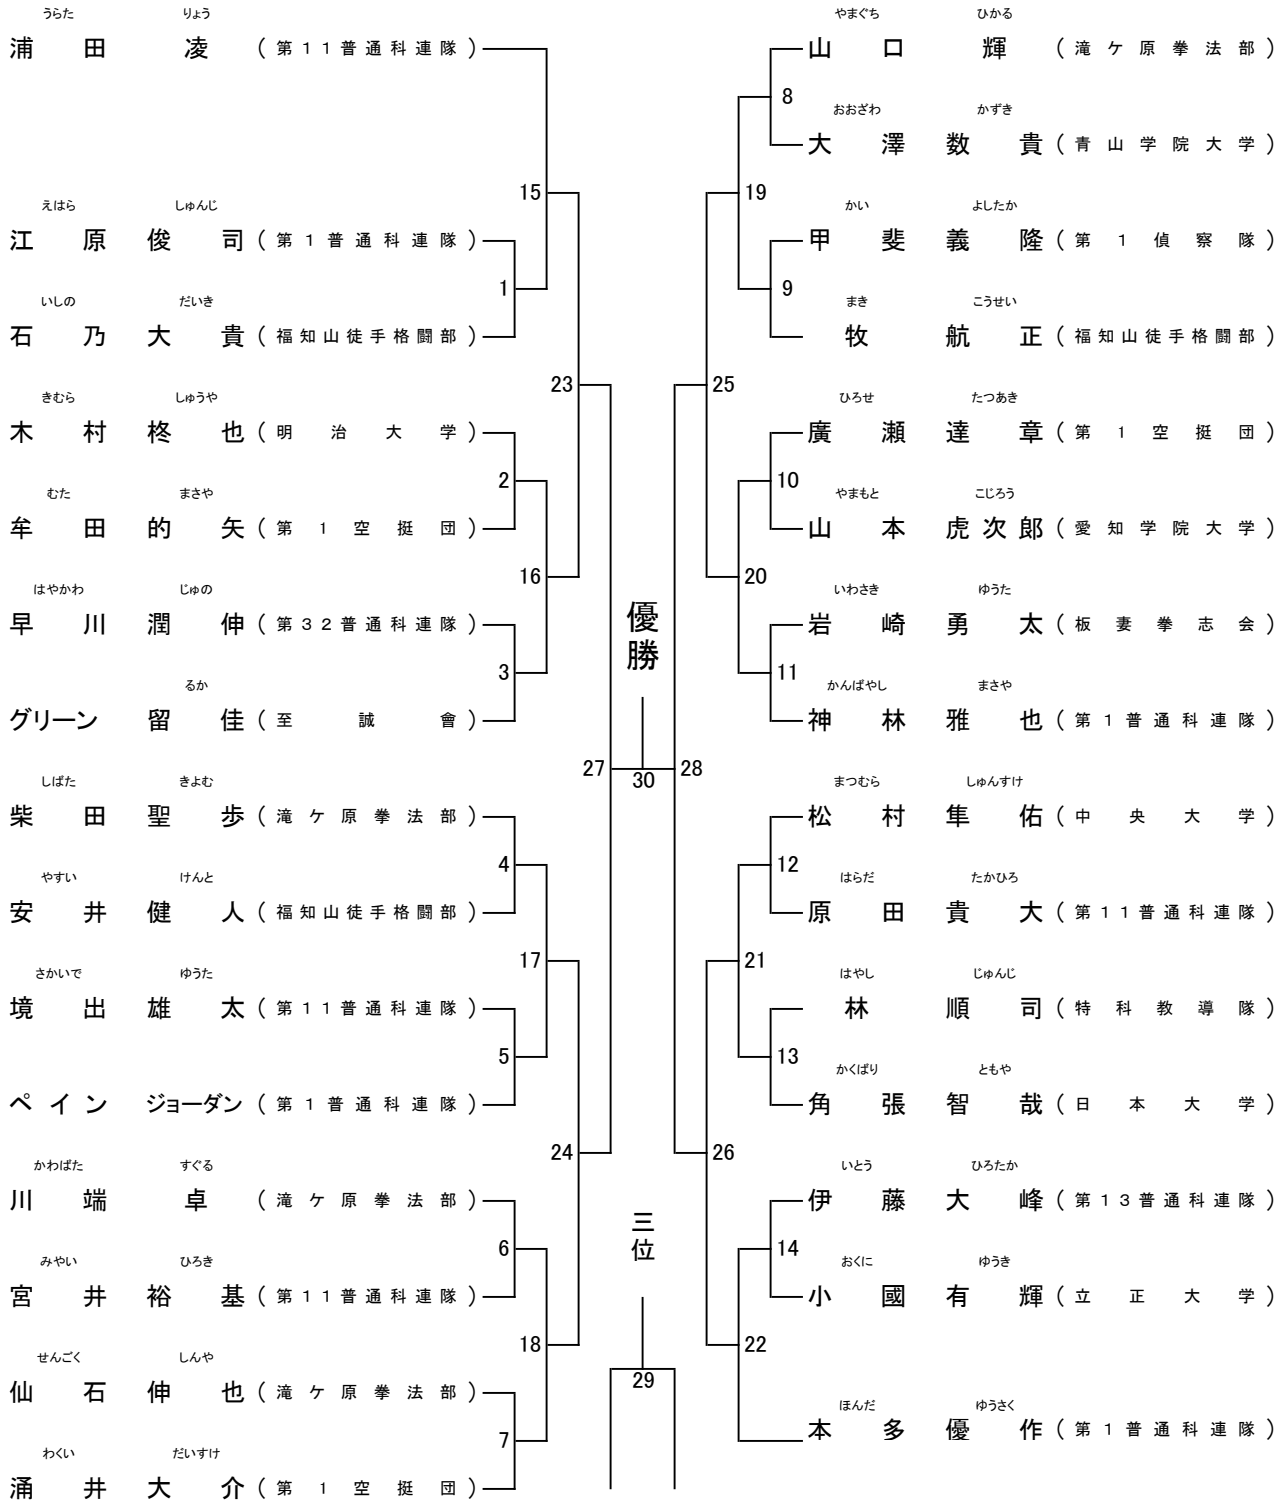 うらた りょう
浦田 凌 (第11普通科連隊)
15
えはら しゅんじ
江原俊司 (第1普通科連隊)
1
いしの だいき
石乃大貴 (福知山徒手格闘部)
23
きむら しゅうや
木村柊也 (明治大学)
2
むた まさや
牟田的矢 (第1空挺団)
16
はやかわ じゅの
早川潤伸 (第32普通科連隊)
3
るか
グリーン 留佳 (至誠會)
27
しばた きよむ
柴田聖歩 (滝ケ原拳法部)
4
やすい けんと
安井健人 (福知山徒手格闘部)
17
さかいで ゆうた
境出雄太 (第11普通科連隊)
5
ペイン ジョーダン (第1普通科連隊)
24
かわばた すぐる
川端 卓 (滝ケ原拳法部)
6
みやい ひろき
宮井裕基 (第11普通科連隊)
18
せんごく しんや
仙石伸也 (滝ケ原拳法部)
7
わくい だいすけ
涌井大介 (第1空挺団)
優勝
30
三位
29
やまぐち ひかる
山口 輝 (滝ケ原拳法部)
8
おおざわ かずき
大澤数貴 (青山学院大学)
19
かい よしたか
甲斐義隆 (第1偵察隊)
9
まき こうせい
牧 航正 (福知山徒手格闘部)
25
ひろせ たつあき
廣瀬達章 (第1空挺団)
10
やまもと こじろう
山本虎次郎 (愛知学院大学)
20
いわさき ゆうた
岩崎勇太 (板妻拳志会)
11
かんばやし まさや
神林雅也 (第1普通科連隊)
28
まつむら しゅんすけ
松村隼佑 (中央大学)
12
はらだ たかひろ
原田貴大 (第11普通科連隊)
21
はやし じゅんじ
林 順司 (特科教導隊)
13
かくばり ともや
角張智哉 (日本大学)
26
いとう ひろたか
伊藤大峰 (第13普通科連隊)
14
おくに ゆうき
小國有輝 (立正大学)
22
ほんだ ゆうさく
本多優作 (第1普通科連隊)